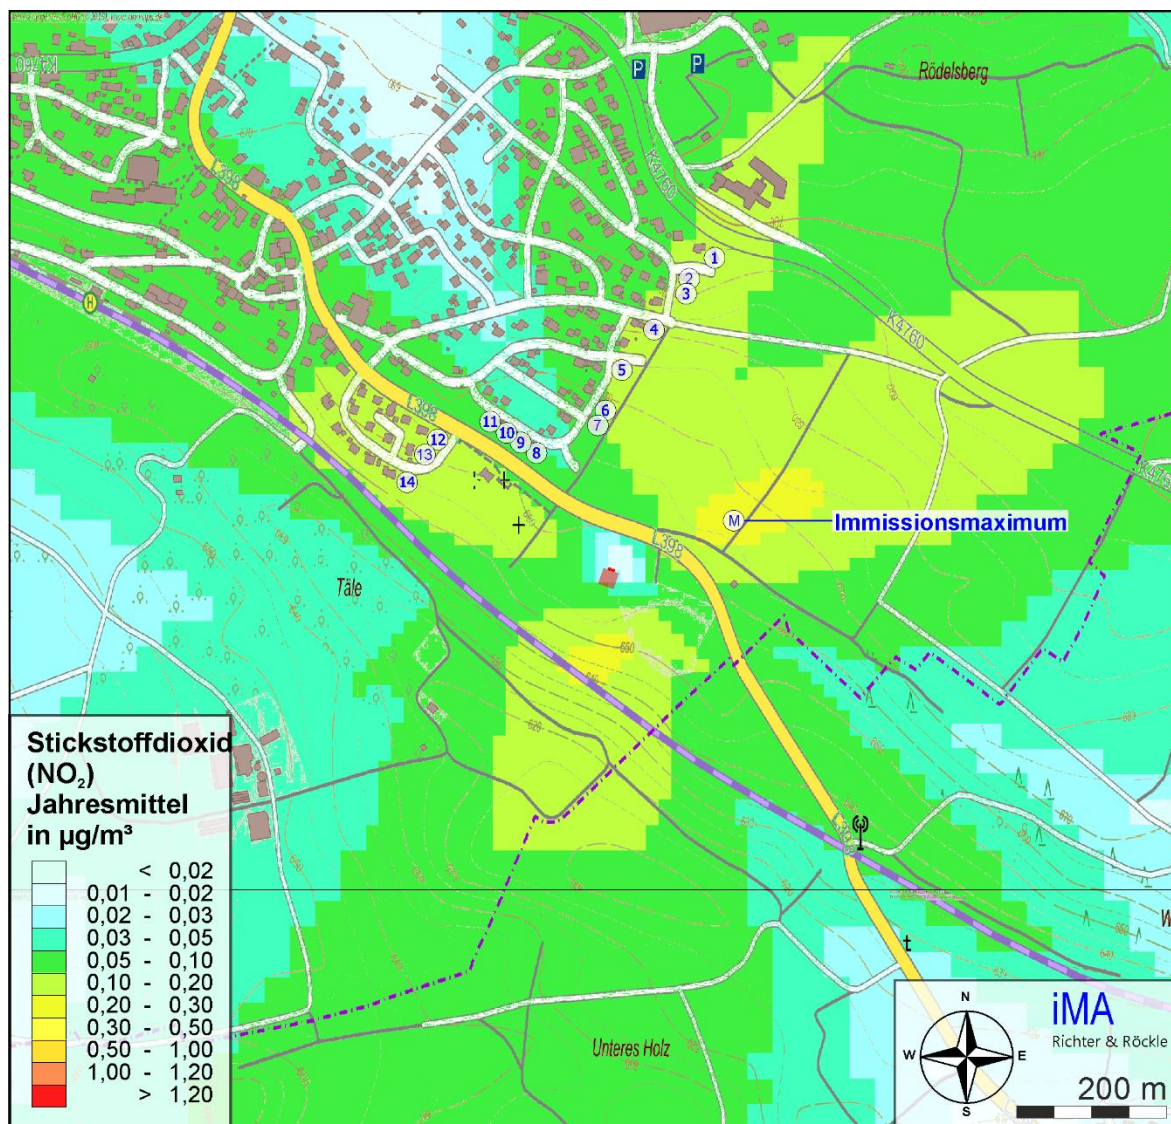 K4760
Rödelsberg
P
P
L398
K4760
1
2
3
H
4
K4760
5
L398
6
7
11
10
9
8
12
13
14
M
Immissionsmaximum
L398
Täle
650
620
Stickstoffdioxid
(NO₂)
Jahresmittel
in µg/m³
< 0,02
0,01 - 0,02
0,02 - 0,03
0,03 - 0,05
0,05 - 0,10
0,10 - 0,20
0,20 - 0,30
0,30 - 0,50
0,50 - 1,00
1,00 - 1,20
> 1,20
Unteres Holz
N
W
E
S
iMA
Richter & Röckle
200 m